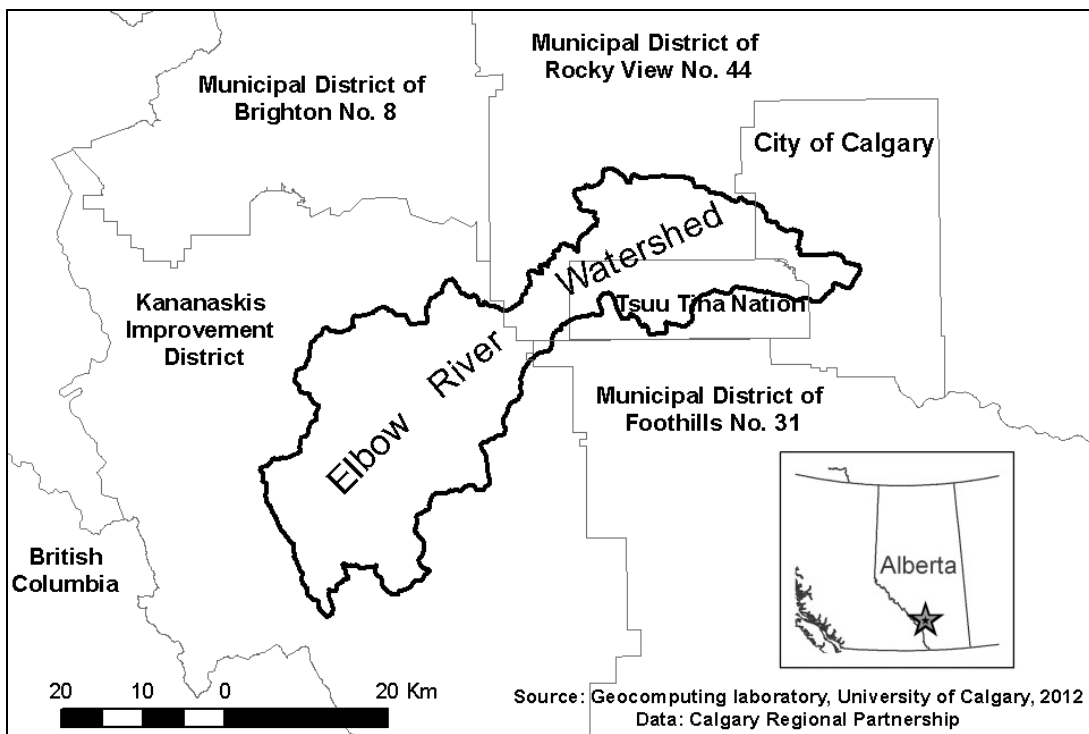 Municipal District of
Rocky View No. 44
Municipal District of
Brighton No. 8
City of Calgary
Elbow River Watershed
Tsuu Tina Nation
Kananaskis
Improvement
District
Municipal District of
Foothills No. 31
British
Columbia
Alberta
20 10 0 20 Km
Source: Geocomputing laboratory, University of Calgary, 2012
Data: Calgary Regional Partnership